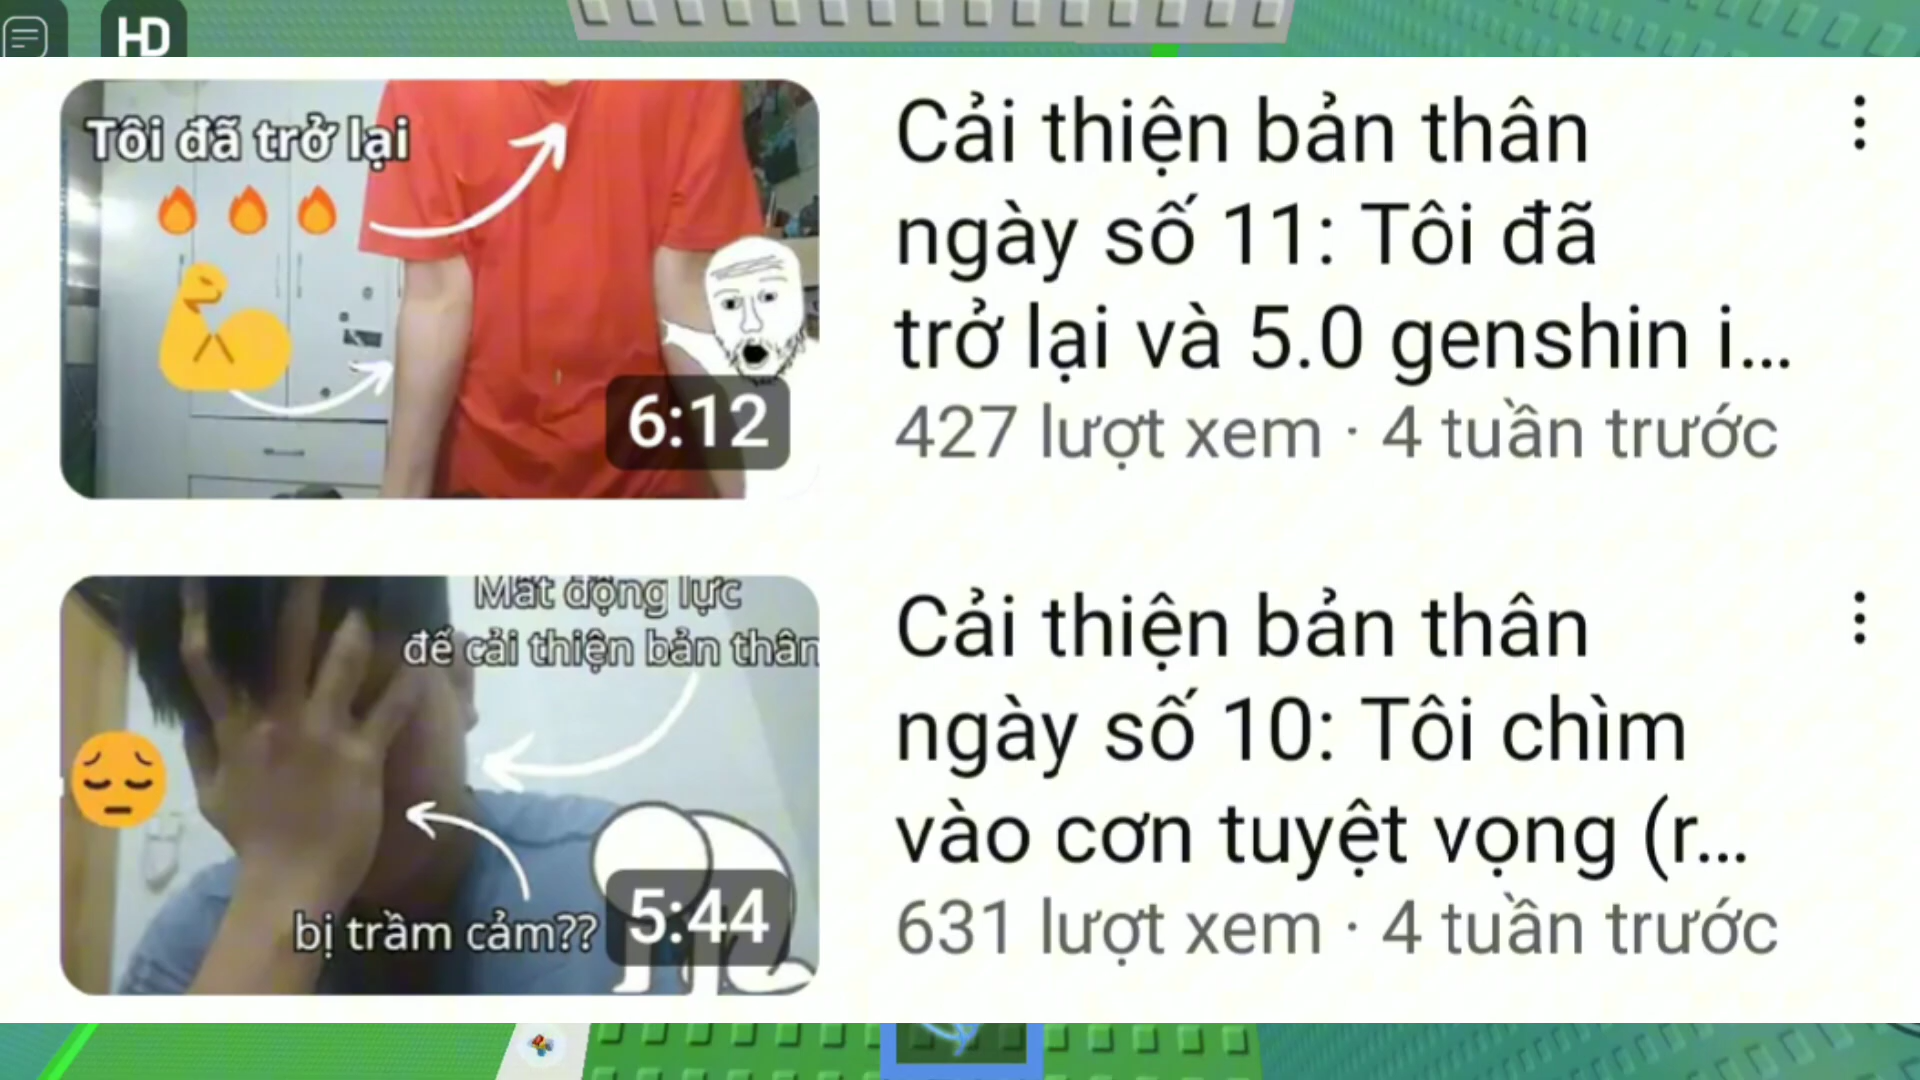 HD
Tôi đã trở lại
6:12
Cải thiện bản thân
ngày số 11: Tôi đã
trở lại và 5.0 genshin i...
427 lượt xem · 4 tuần trước
Mất động lực
để cải thiện bản thân
bị trầm cảm??
5:44
Cải thiện bản thân
ngày số 10: Tôi chìm
vào cơn tuyệt vọng (r...
631 lượt xem · 4 tuần trước